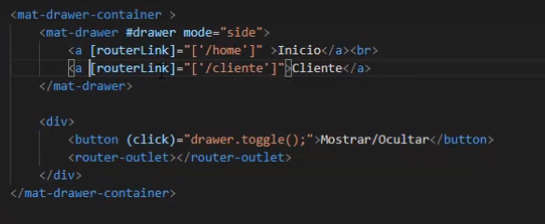 <mat-drawer-container >
<mat-drawer #drawer mode="side">
<a [routerLink]="['/home']" >Inicio</a><br>
<a [routerLink]="['/cliente']">Cliente</a>
</mat-drawer>
<div>
<button (click)="drawer.toggle();">Mostrar/Ocultar</button>
<router-outlet></router-outlet>
</div>
</mat-drawer-container>